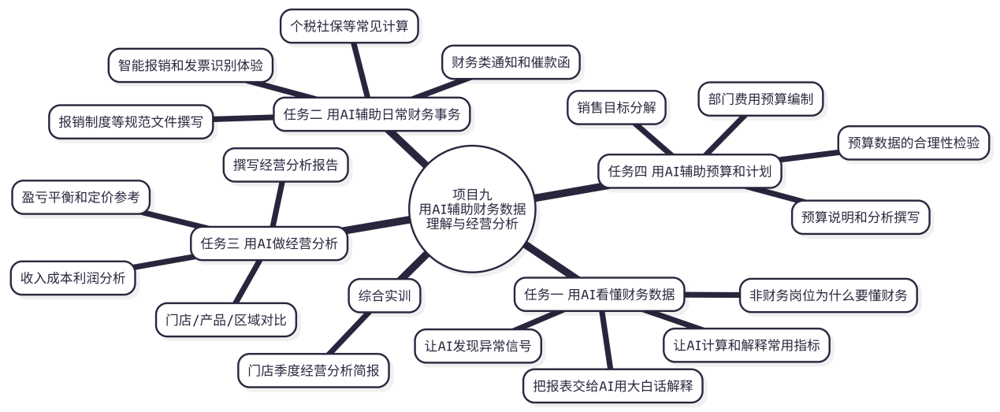 项目九
用AI辅助财务数据
理解与经营分析
任务一 用AI看懂财务数据
非财务岗位为什么要懂财务
让AI计算和解释常用指标
把报表交给AI用大白话解释
让AI发现异常信号
任务二 用AI辅助日常财务事务
报销制度等规范文件撰写
智能报销和发票识别体验
个税社保等常见计算
财务类通知和催款函
任务三 用AI做经营分析
撰写经营分析报告
盈亏平衡和定价参考
收入成本利润分析
门店/产品/区域对比
任务四 用AI辅助预算和计划
销售目标分解
部门费用预算编制
预算数据的合理性检验
预算说明和分析撰写
综合实训
门店季度经营分析简报